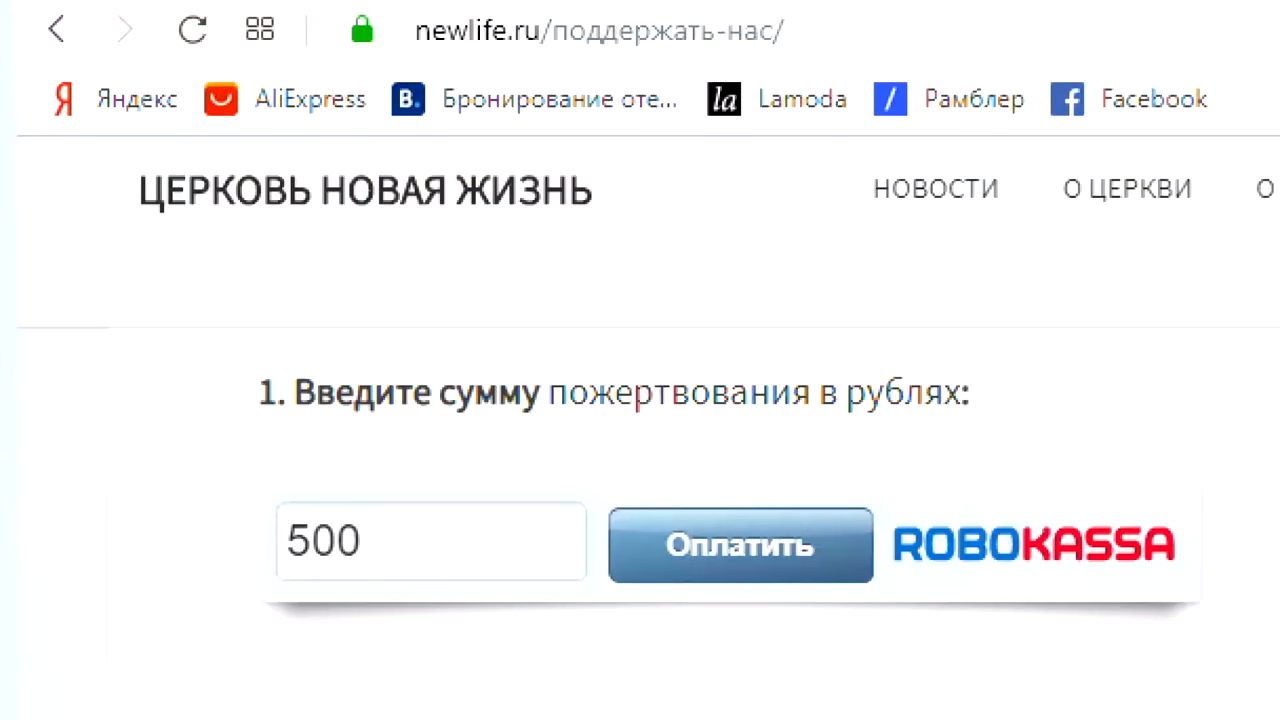 newlife.ru/поддержать-нас/
Яндекс AliExpress B. Бронирование оте... la Lamoda / Рамблер f Facebook
ЦЕРКОВЬ НОВАЯ ЖИЗНЬ НОВОСТИ О ЦЕРКВИ О
1. Введите сумму пожертвования в рублях:
500 Оплатить ROBOKASSA